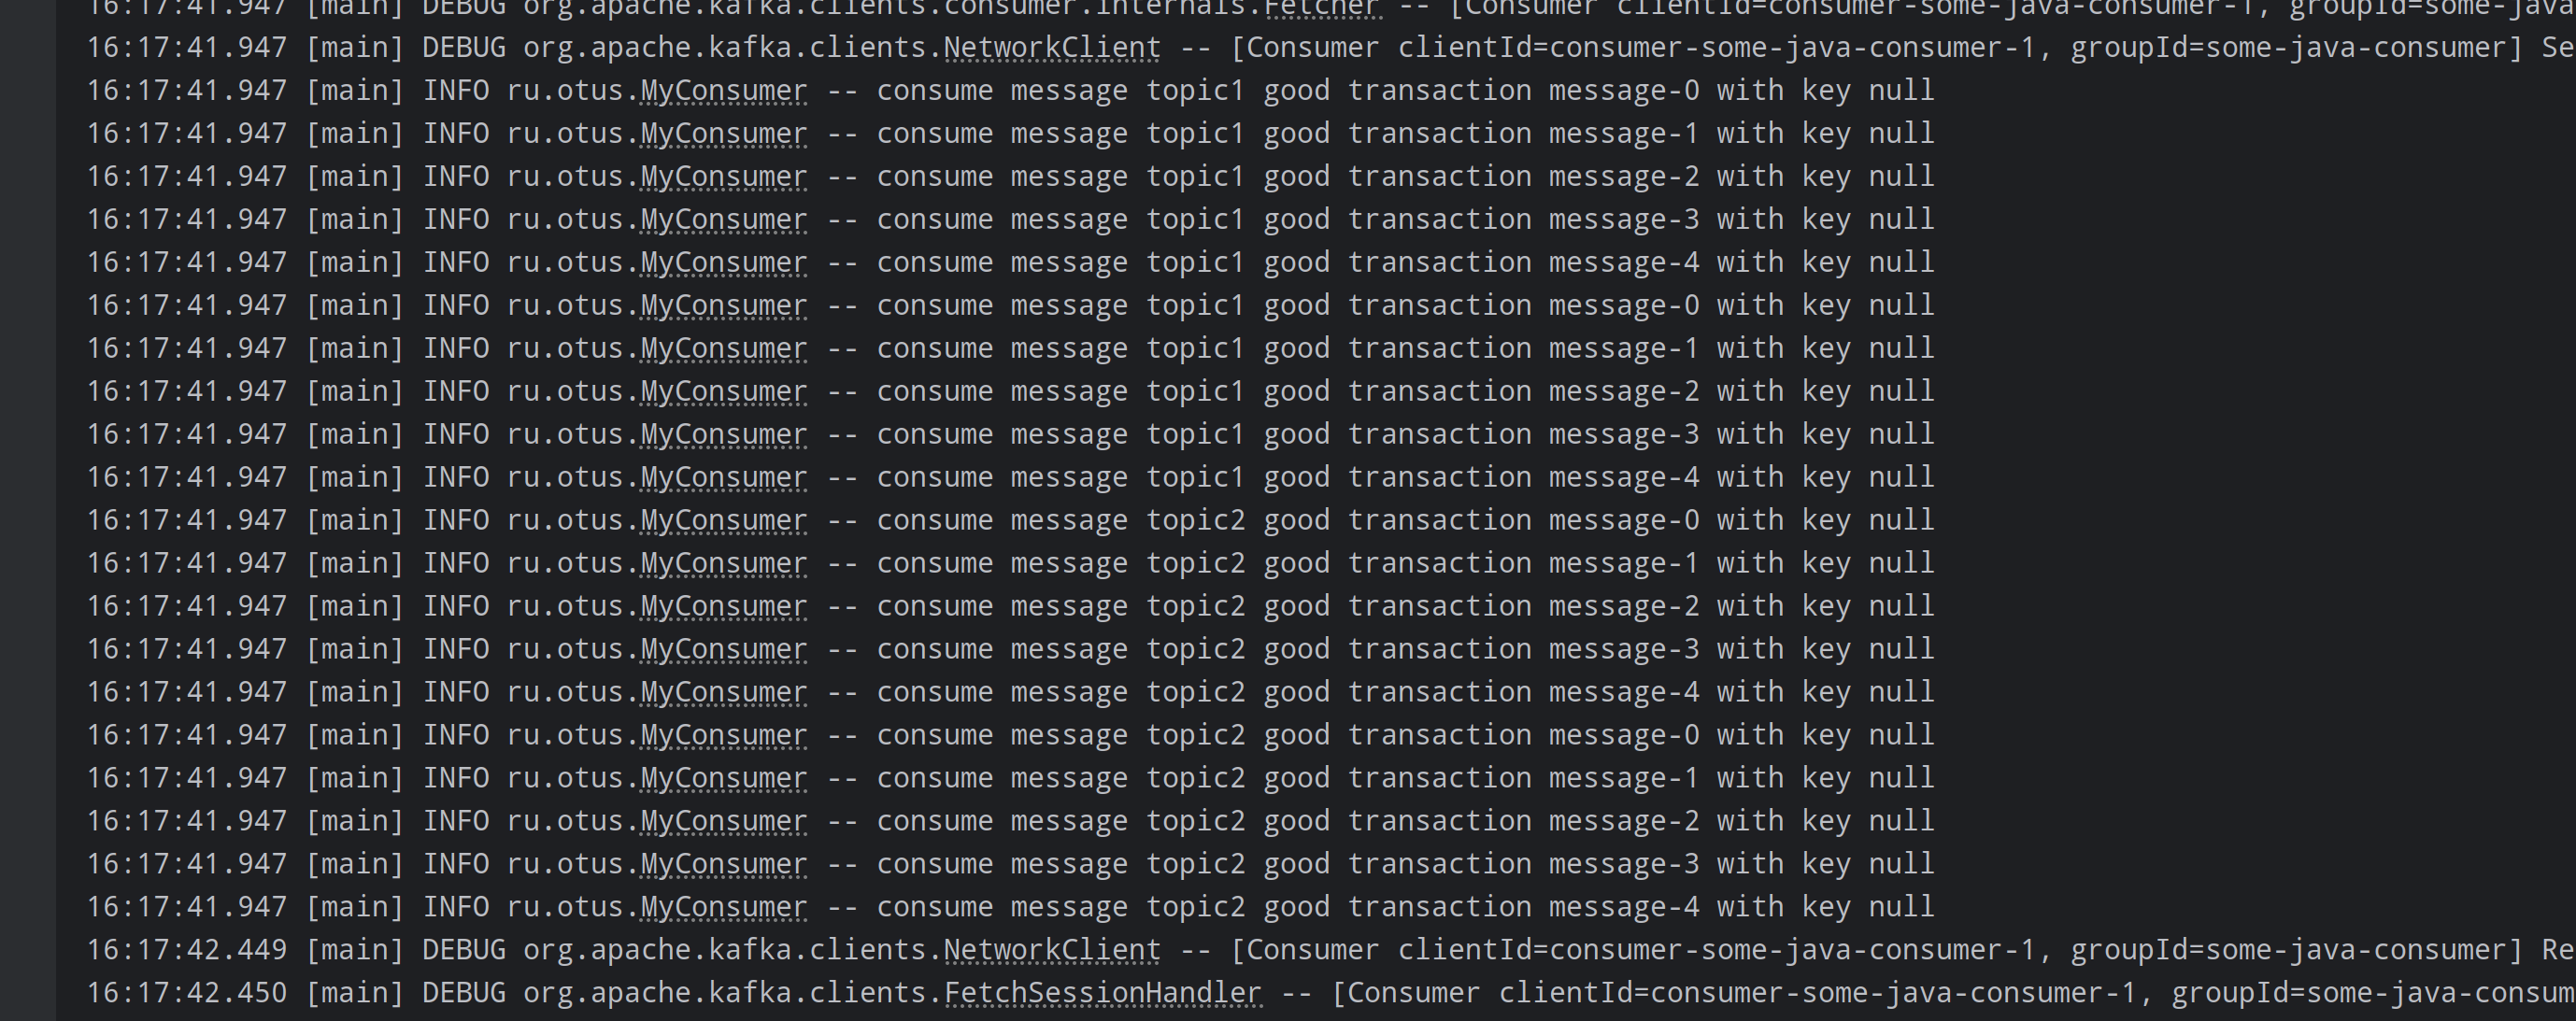 16:17:41.947 [main] DEBUG org.apache.kafka.clients.consumer.internals.Fetcher -- [Consumer clientId=consumer-some-java-consumer-1, groupId=some-java
16:17:41.947 [main] DEBUG org.apache.kafka.clients.NetworkClient -- [Consumer clientId=consumer-some-java-consumer-1, groupId=some-java-consumer] Se
16:17:41.947 [main] INFO ru.otus.MyConsumer -- consume message topic1 good transaction message-0 with key null
16:17:41.947 [main] INFO ru.otus.MyConsumer -- consume message topic1 good transaction message-1 with key null
16:17:41.947 [main] INFO ru.otus.MyConsumer -- consume message topic1 good transaction message-2 with key null
16:17:41.947 [main] INFO ru.otus.MyConsumer -- consume message topic1 good transaction message-3 with key null
16:17:41.947 [main] INFO ru.otus.MyConsumer -- consume message topic1 good transaction message-4 with key null
16:17:41.947 [main] INFO ru.otus.MyConsumer -- consume message topic1 good transaction message-0 with key null
16:17:41.947 [main] INFO ru.otus.MyConsumer -- consume message topic1 good transaction message-1 with key null
16:17:41.947 [main] INFO ru.otus.MyConsumer -- consume message topic1 good transaction message-2 with key null
16:17:41.947 [main] INFO ru.otus.MyConsumer -- consume message topic1 good transaction message-3 with key null
16:17:41.947 [main] INFO ru.otus.MyConsumer -- consume message topic1 good transaction message-4 with key null
16:17:41.947 [main] INFO ru.otus.MyConsumer -- consume message topic2 good transaction message-0 with key null
16:17:41.947 [main] INFO ru.otus.MyConsumer -- consume message topic2 good transaction message-1 with key null
16:17:41.947 [main] INFO ru.otus.MyConsumer -- consume message topic2 good transaction message-2 with key null
16:17:41.947 [main] INFO ru.otus.MyConsumer -- consume message topic2 good transaction message-3 with key null
16:17:41.947 [main] INFO ru.otus.MyConsumer -- consume message topic2 good transaction message-4 with key null
16:17:41.947 [main] INFO ru.otus.MyConsumer -- consume message topic2 good transaction message-0 with key null
16:17:41.947 [main] INFO ru.otus.MyConsumer -- consume message topic2 good transaction message-1 with key null
16:17:41.947 [main] INFO ru.otus.MyConsumer -- consume message topic2 good transaction message-2 with key null
16:17:41.947 [main] INFO ru.otus.MyConsumer -- consume message topic2 good transaction message-3 with key null
16:17:41.947 [main] INFO ru.otus.MyConsumer -- consume message topic2 good transaction message-4 with key null
16:17:42.449 [main] DEBUG org.apache.kafka.clients.NetworkClient -- [Consumer clientId=consumer-some-java-consumer-1, groupId=some-java-consumer] Re
16:17:42.450 [main] DEBUG org.apache.kafka.clients.FetchSessionHandler -- [Consumer clientId=consumer-some-java-consumer-1, groupId=some-java-consum